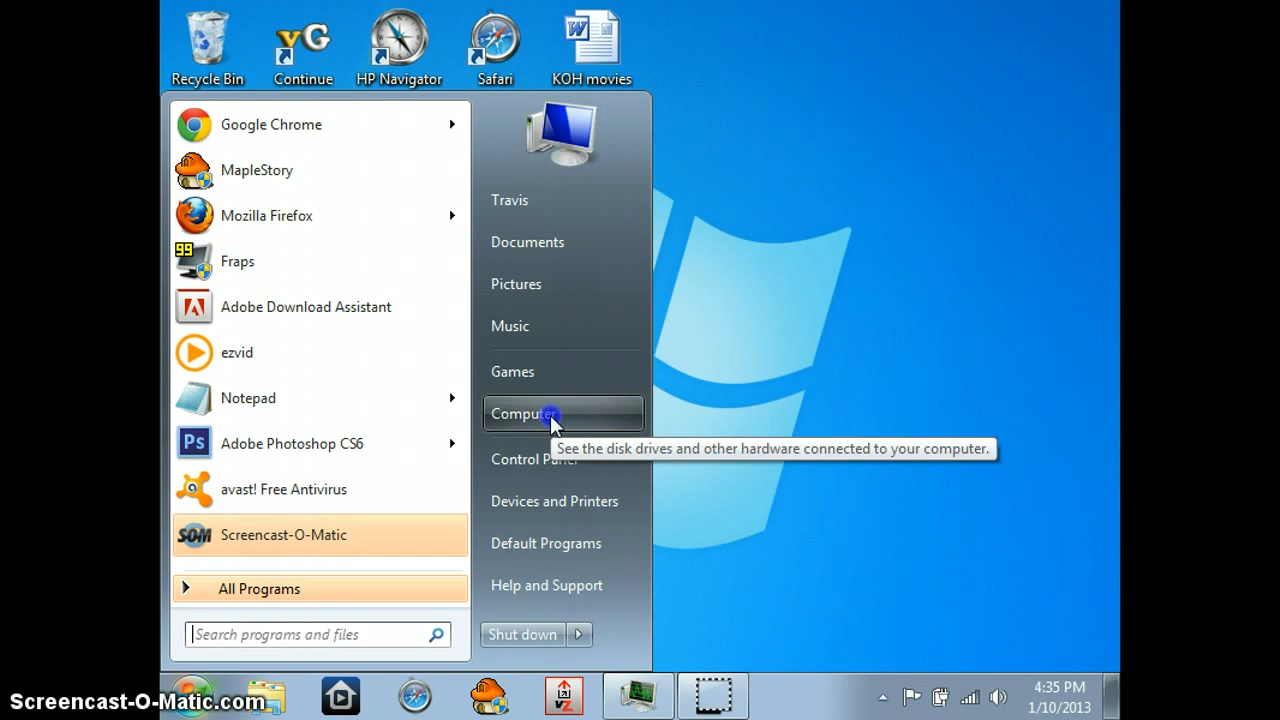 Recycle Bin
Continue
HP Navigator
Safari
KOH movies
Google Chrome
MapleStory
Mozilla Firefox
99
Fraps
Adobe Download Assistant
ezvid
Notepad
Ps
Adobe Photoshop CS6
avast! Free Antivirus
SOM
Screencast-O-Matic
All Programs
Search programs and files
Travis
Documents
Pictures
Music
Games
Computer
See the disk drives and other hardware connected to your computer.
Control Panel
Devices and Printers
Default Programs
Help and Support
Shut down
Screencast-O-Matic.com
4:35 PM
1/10/2013